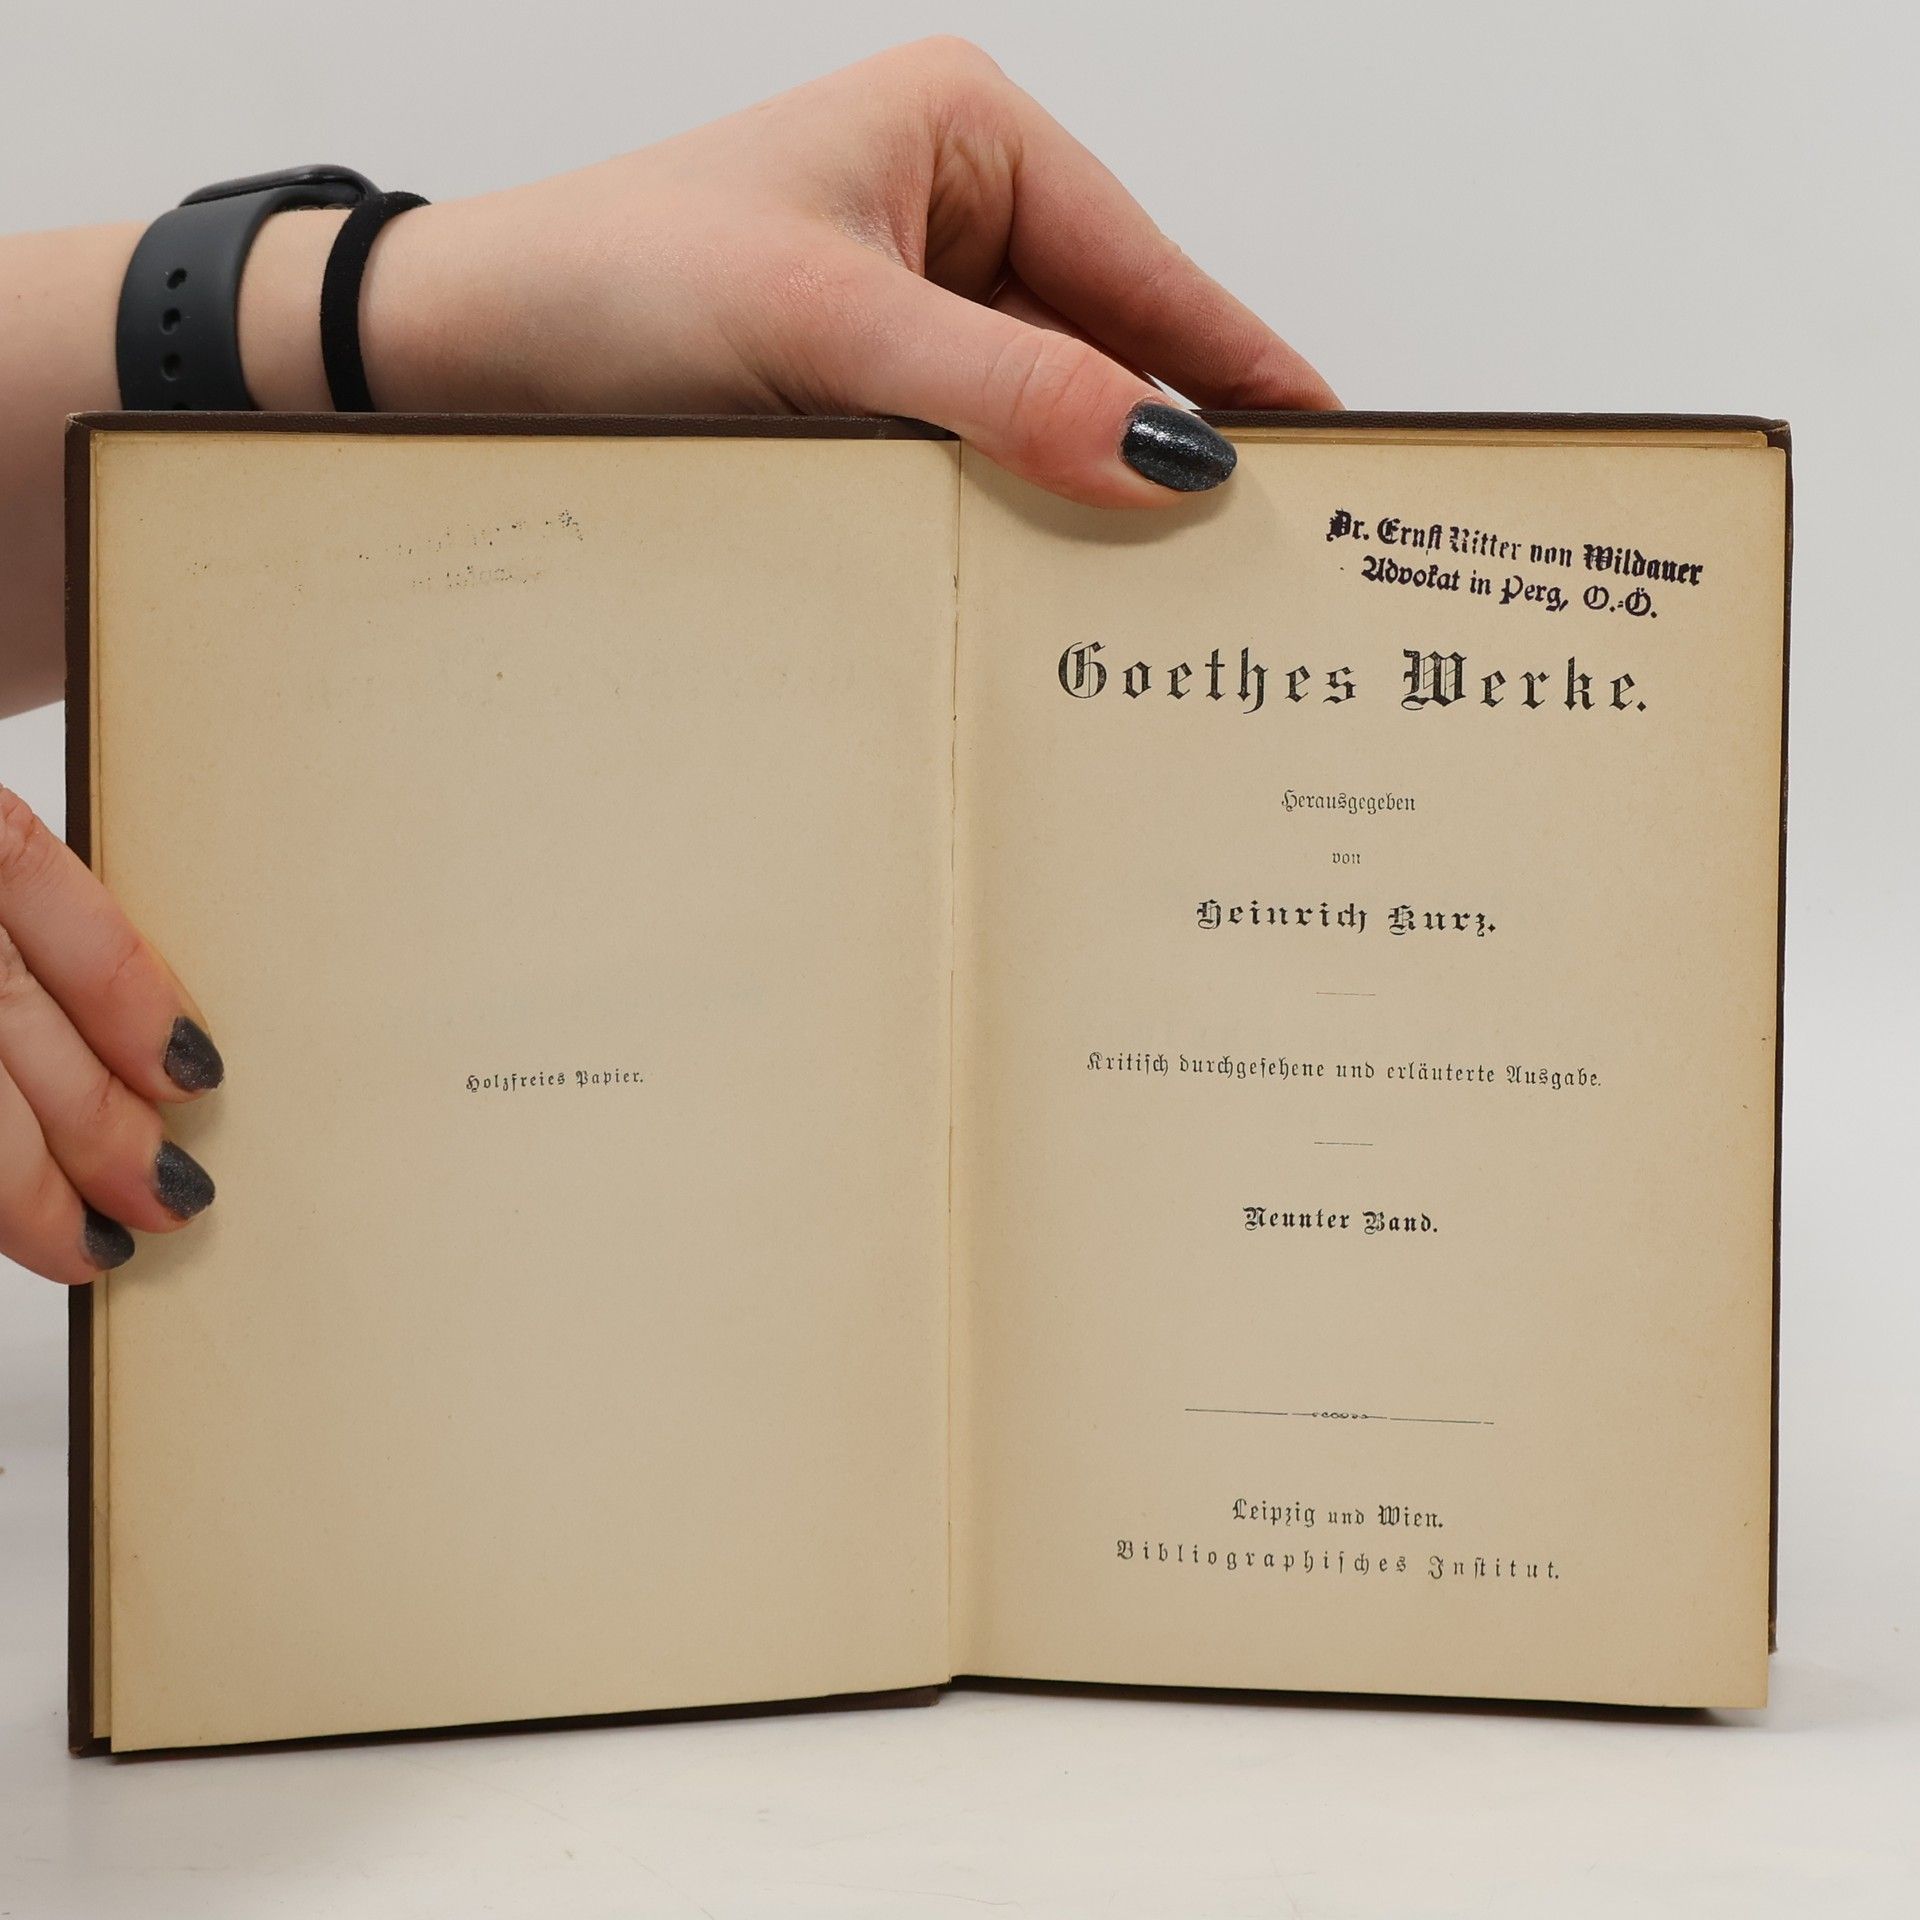 Holzfreies Papier.
Dr. Ernst Ritter von Wildauer
Advokat in Perg, O.-Ö.
Goethes Werke.
Herausgegeben
von
Heinrich Kurz.
Kritisch durchgesehene und erläuterte Ausgabe.
Neunter Band.
Leipzig und Wien.
Bibliographisches Institut.